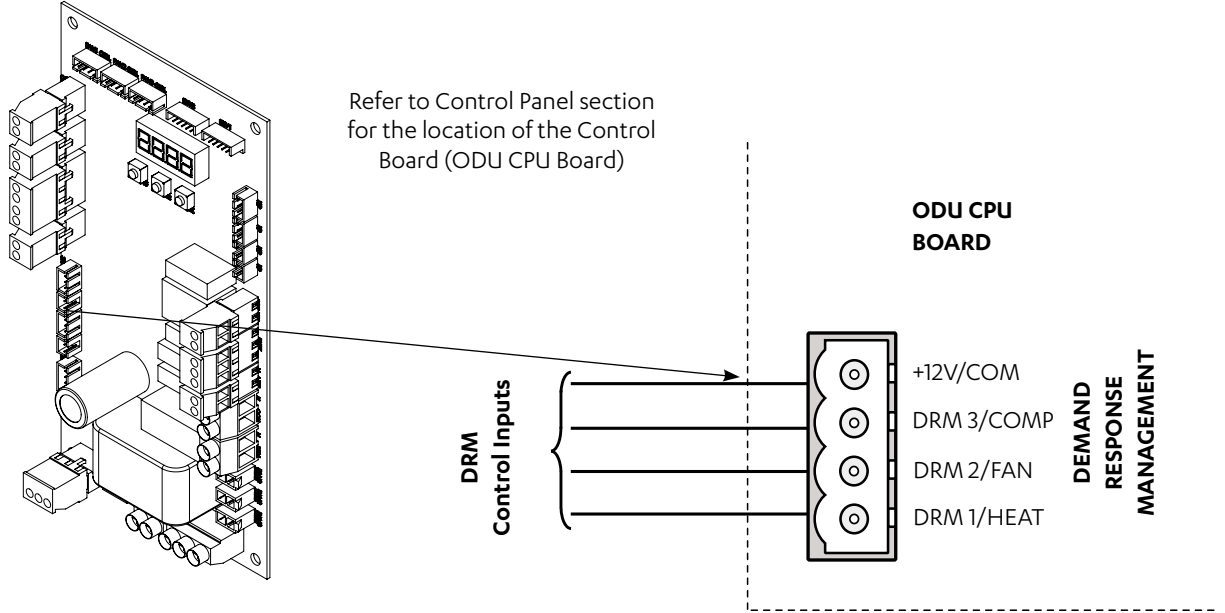 Refer to Control Panel section
for the location of the Control
Board (ODU CPU Board)
ODU CPU
BOARD
DRM
Control Inputs
+12V/COM
DRM 3/COMP
DRM 2/FAN
DRM 1/HEAT
DEMAND
RESPONSE
MANAGEMENT